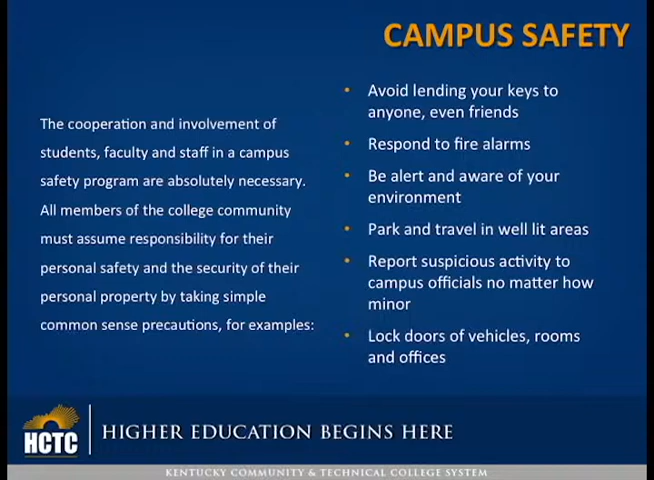 CAMPUS SAFETY
The cooperation and involvement of
students, faculty and staff in a campus
safety program are absolutely necessary.
All members of the college community
must assume responsibility for their
personal safety and the security of their
personal property by taking simple
common sense precautions, for examples:
• Avoid lending your keys to
anyone, even friends
• Respond to fire alarms
• Be alert and aware of your
environment
• Park and travel in well lit areas
• Report suspicious activity to
campus officials no matter how
minor
• Lock doors of vehicles, rooms
and offices
HCTC
HIGHER EDUCATION BEGINS HERE
KENTUCKY COMMUNITY & TECHNICAL COLLEGE SYSTEM